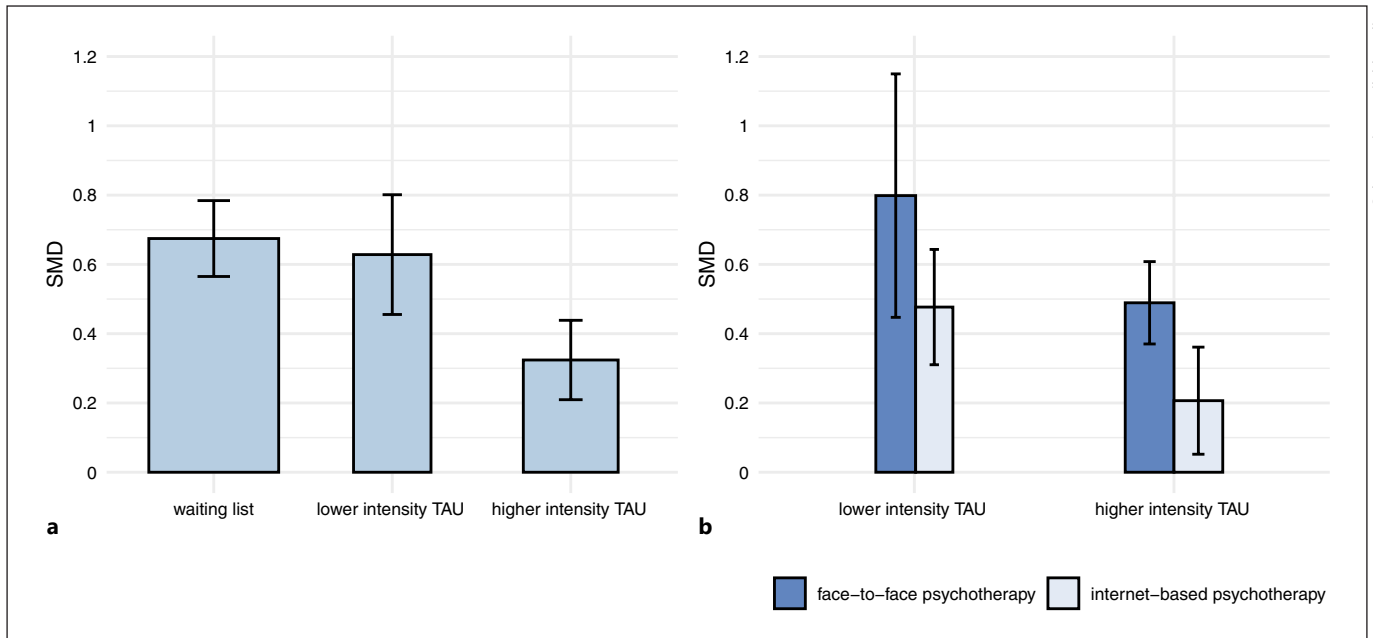 1.2
1
0.8
0.6
0.4
0.2
0
SMD
waiting list
lower intensity TAU
higher intensity TAU
a
1.2
1
0.8
0.6
0.4
0.2
0
SMD
lower intensity TAU
higher intensity TAU
b
face−to−face psychotherapy
internet−based psychotherapy